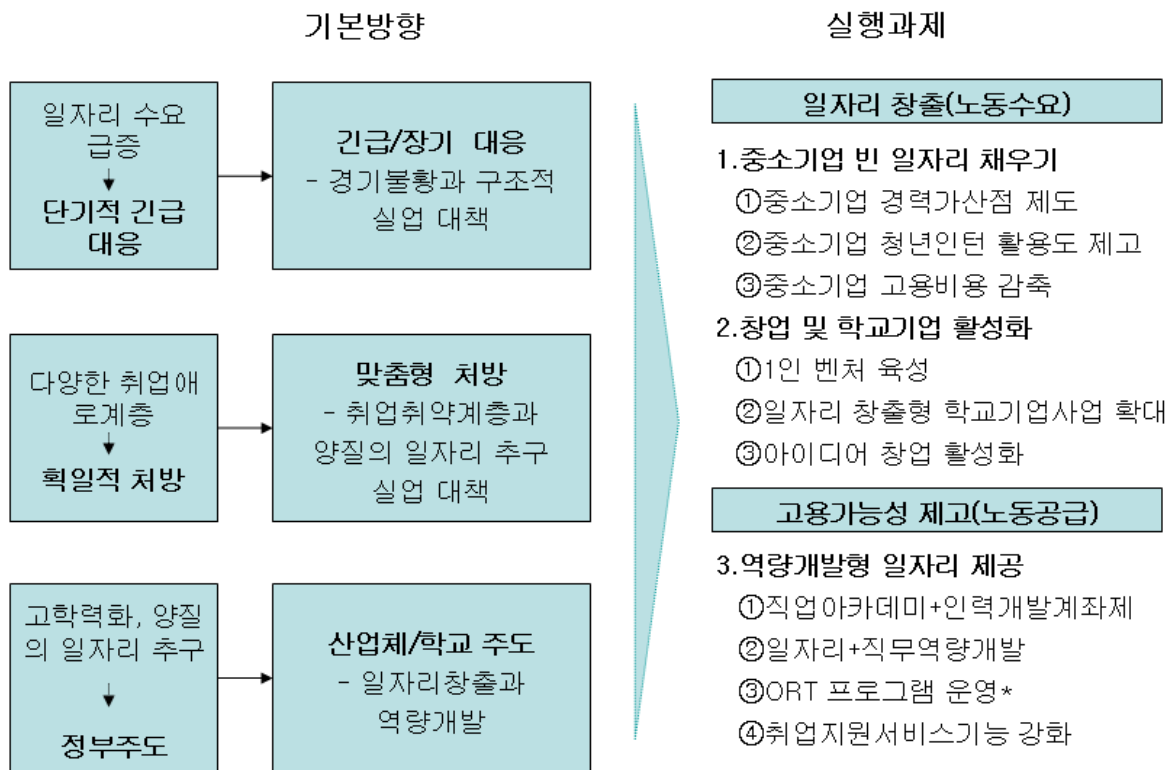 기본방향
실행과제
일자리 수요
급증
단기적 긴급
대응
긴급/장기 대응
- 경기불황과 구조적
실업 대책
다양한 취업애
로계층
획일적 처방
맞춤형 처방
- 취업취약계층과
양질의 일자리 추구
실업 대책
고학력화, 양질
의 일자리 추구
정부주도
산업체/학교 주도
- 일자리창출과
역량개발
일자리 창출(노동수요)
1.중소기업 빈 일자리 채우기
①중소기업 경력가산점 제도
②중소기업 청년인턴 활용도 제고
③중소기업 고용비용 감축
2.창업 및 학교기업 활성화
①1인 벤처 육성
②일자리 창출형 학교기업사업 확대
③아이디어 창업 활성화
고용가능성 제고(노동공급)
3.역량개발형 일자리 제공
①직업아카데미+인력개발계좌제
②일자리+직무역량개발
③ORT 프로그램 운영*
④취업지원서비스기능 강화